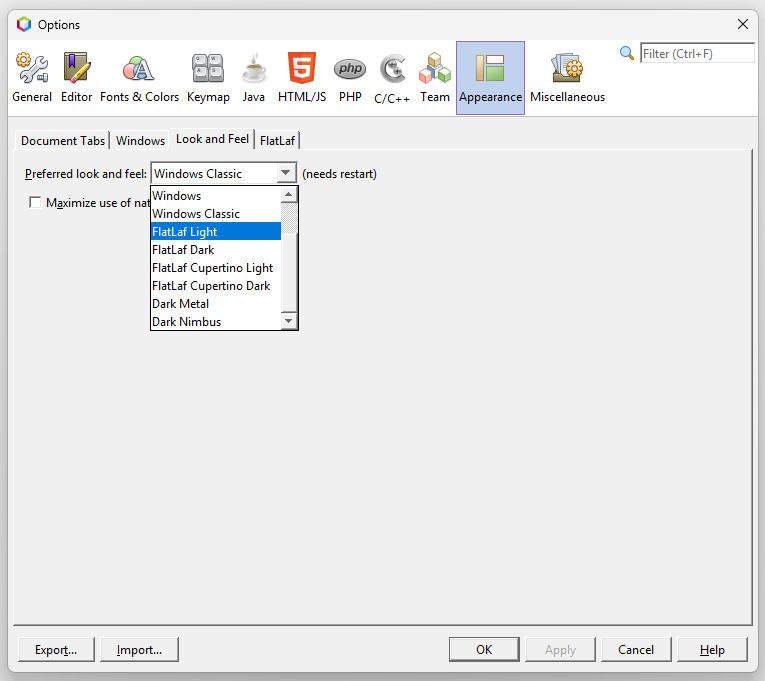 Options
Filter (Ctrl+F)
General Editor Fonts & Colors Keymap Java HTML/JS PHP C/C++ Team Appearance Miscellaneous
php
Document Tabs Windows Look and Feel FlatLaf
Preferred look and feel: Windows Classic (needs restart)
Maximize use of nat
Windows
Windows Classic
FlatLaf Light
FlatLaf Dark
FlatLaf Cupertino Light
FlatLaf Cupertino Dark
Dark Metal
Dark Nimbus
Export... Import... OK Apply Cancel Help